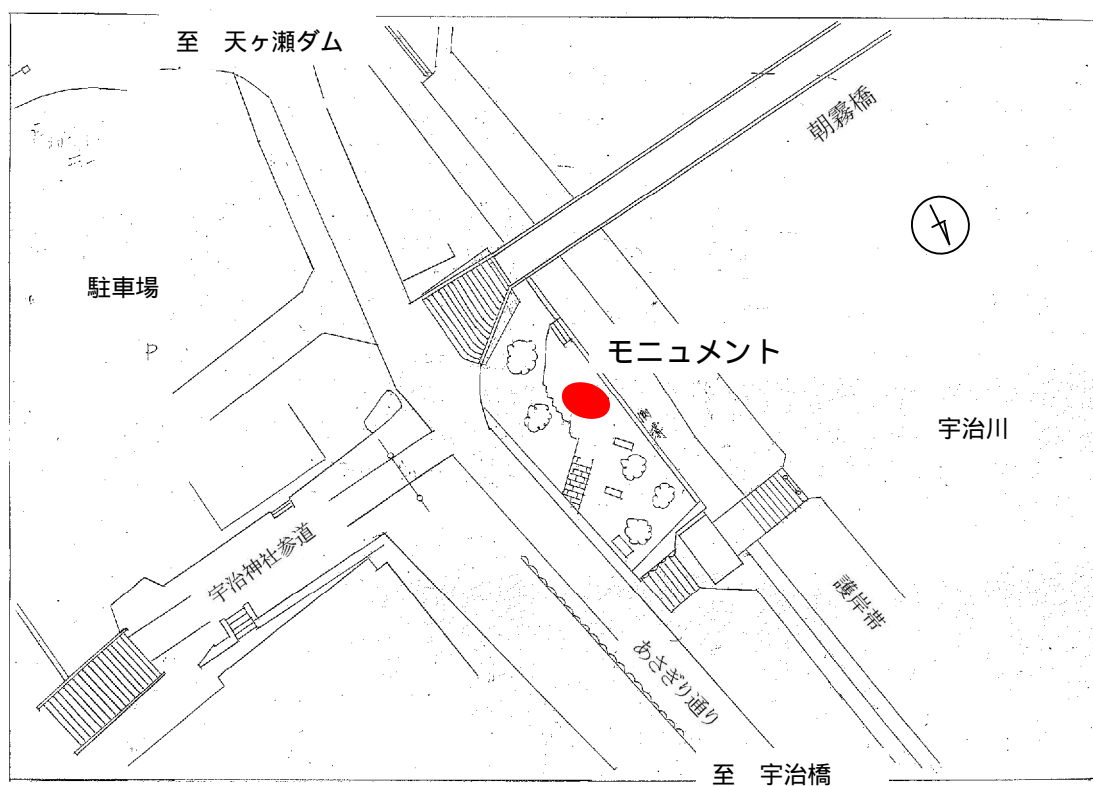 至　天ヶ瀬ダム
朝霧橋
駐車場
P
モニュメント
宇治川
宇治神社参道
護岸帯
あさぎり通り
至　宇治橋